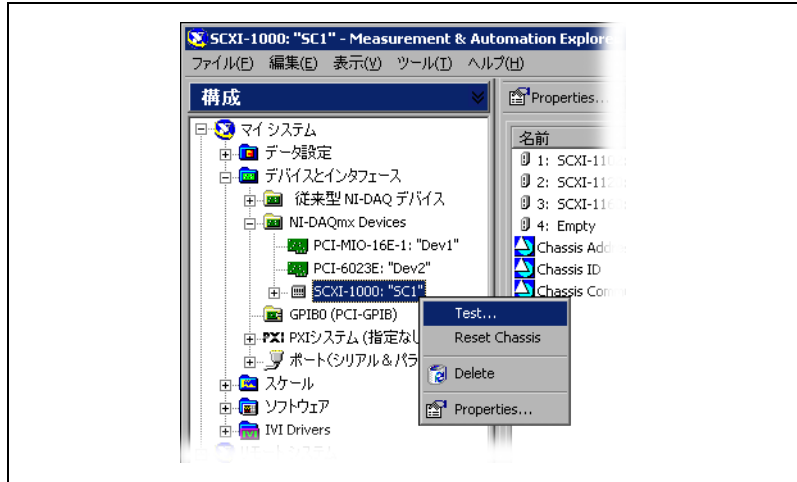 SCXI-1000: "SC1" - Measurement & Automation Explorer
ファイル(F) 編集(E) 表示(V) ツール(T) ヘルプ(H)
構成
Properties...
マイ システム
データ設定
デバイスとインタフェース
従来型 NI-DAQ デバイス
NI-DAQmx Devices
PCI-MIO-16E-1: "Dev1"
PCI-6023E: "Dev2"
SCXI-1000: "SC1"
GPIB0 (PCI-GPIB)
PXIシステム (指定なし
ポート(シリアル&パラ
スケール
ソフトウェア
IVI Drivers
名前
1: SCXI-110
2: SCXI-112
3: SCXI-116
4: Empty
Chassis Addre
Chassis ID
Chassis Comm
Test...
Reset Chassis
Delete
Properties...